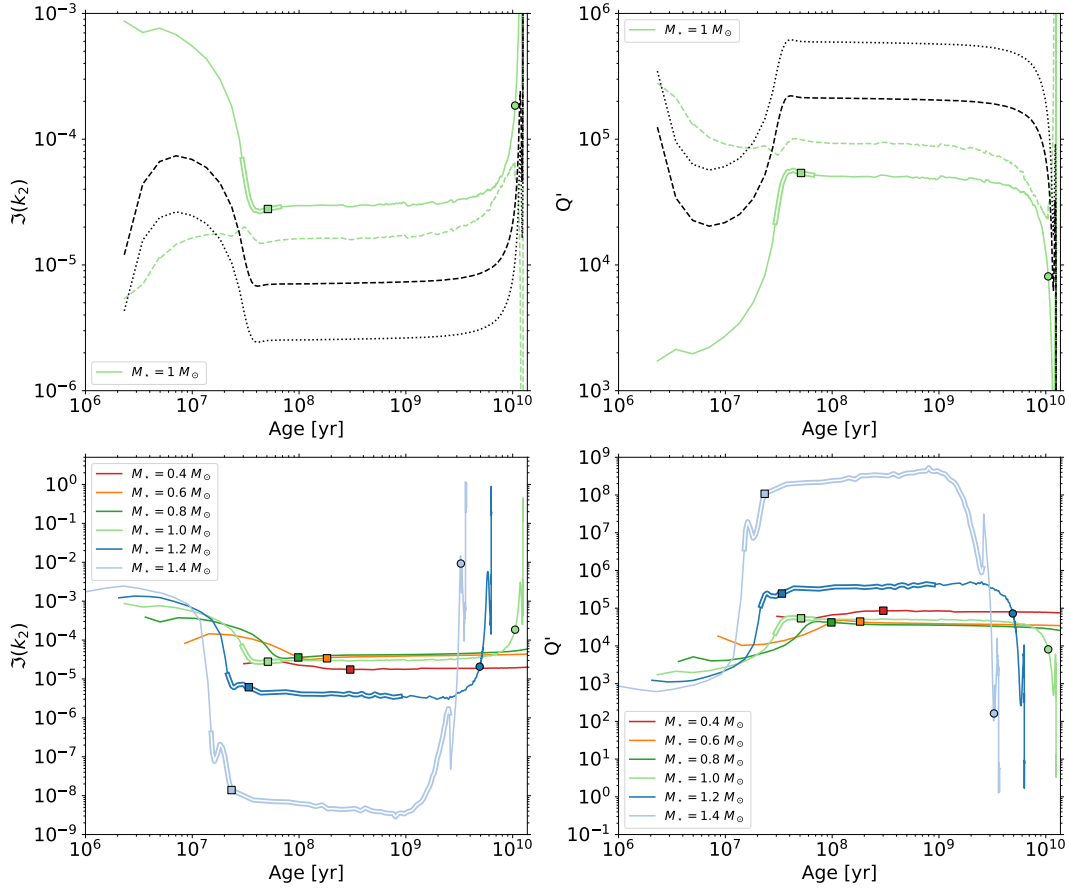 10⁻³
10⁻⁴
10⁻⁵
10⁻⁶
ℑ(k₂)
M⋆ = 1 M⊙
10⁶ 10⁷ 10⁸ 10⁹ 10¹⁰
Age [yr]
10⁶
10⁵
10⁴
10³
Q'
M⋆ = 1 M⊙
10⁶ 10⁷ 10⁸ 10⁹ 10¹⁰
Age [yr]
10⁰
10⁻¹
10⁻²
10⁻³
10⁻⁴
10⁻⁵
10⁻⁶
10⁻⁷
10⁻⁸
10⁻⁹
ℑ(k₂)
M⋆ = 0.4 M⊙
M⋆ = 0.6 M⊙
M⋆ = 0.8 M⊙
M⋆ = 1.0 M⊙
M⋆ = 1.2 M⊙
M⋆ = 1.4 M⊙
10⁶ 10⁷ 10⁸ 10⁹ 10¹⁰
Age [yr]
10⁹
10⁸
10⁷
10⁶
10⁵
10⁴
10³
10²
10¹
10⁰
10⁻¹
Q'
M⋆ = 0.4 M⊙
M⋆ = 0.6 M⊙
M⋆ = 0.8 M⊙
M⋆ = 1.0 M⊙
M⋆ = 1.2 M⊙
M⋆ = 1.4 M⊙
10⁶ 10⁷ 10⁸ 10⁹ 10¹⁰
Age [yr]